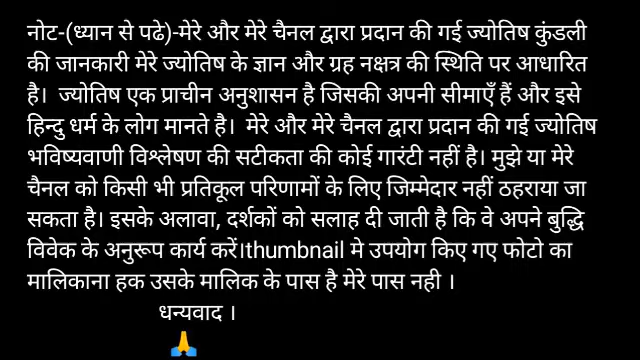 नोट-(ध्यान से पढे)-मेरे और मेरे चैनल द्वारा प्रदान की गई ज्योतिष कुंडली
की जानकारी मेरे ज्योतिष के ज्ञान और ग्रह नक्षत्र की स्थिति पर आधारित
है। ज्योतिष एक प्राचीन अनुशासन है जिसकी अपनी सीमाएँ हैं और इसे
हिन्दु धर्म के लोग मानते है। मेरे और मेरे चैनल द्वारा प्रदान की गई ज्योतिष
भविष्यवाणी विश्लेषण की सटीकता की कोई गारंटी नहीं है। मुझे या मेरे
चैनल को किसी भी प्रतिकूल परिणामों के लिए जिम्मेदार नहीं ठहराया जा
सकता है। इसके अलावा, दर्शकों को सलाह दी जाती है कि वे अपने बुद्धि
विवेक के अनुरूप कार्य करें।thumbnail मे उपयोग किए गए फोटो का
मालिकाना हक उसके मालिक के पास है मेरे पास नही ।
धन्यवाद ।
🙏